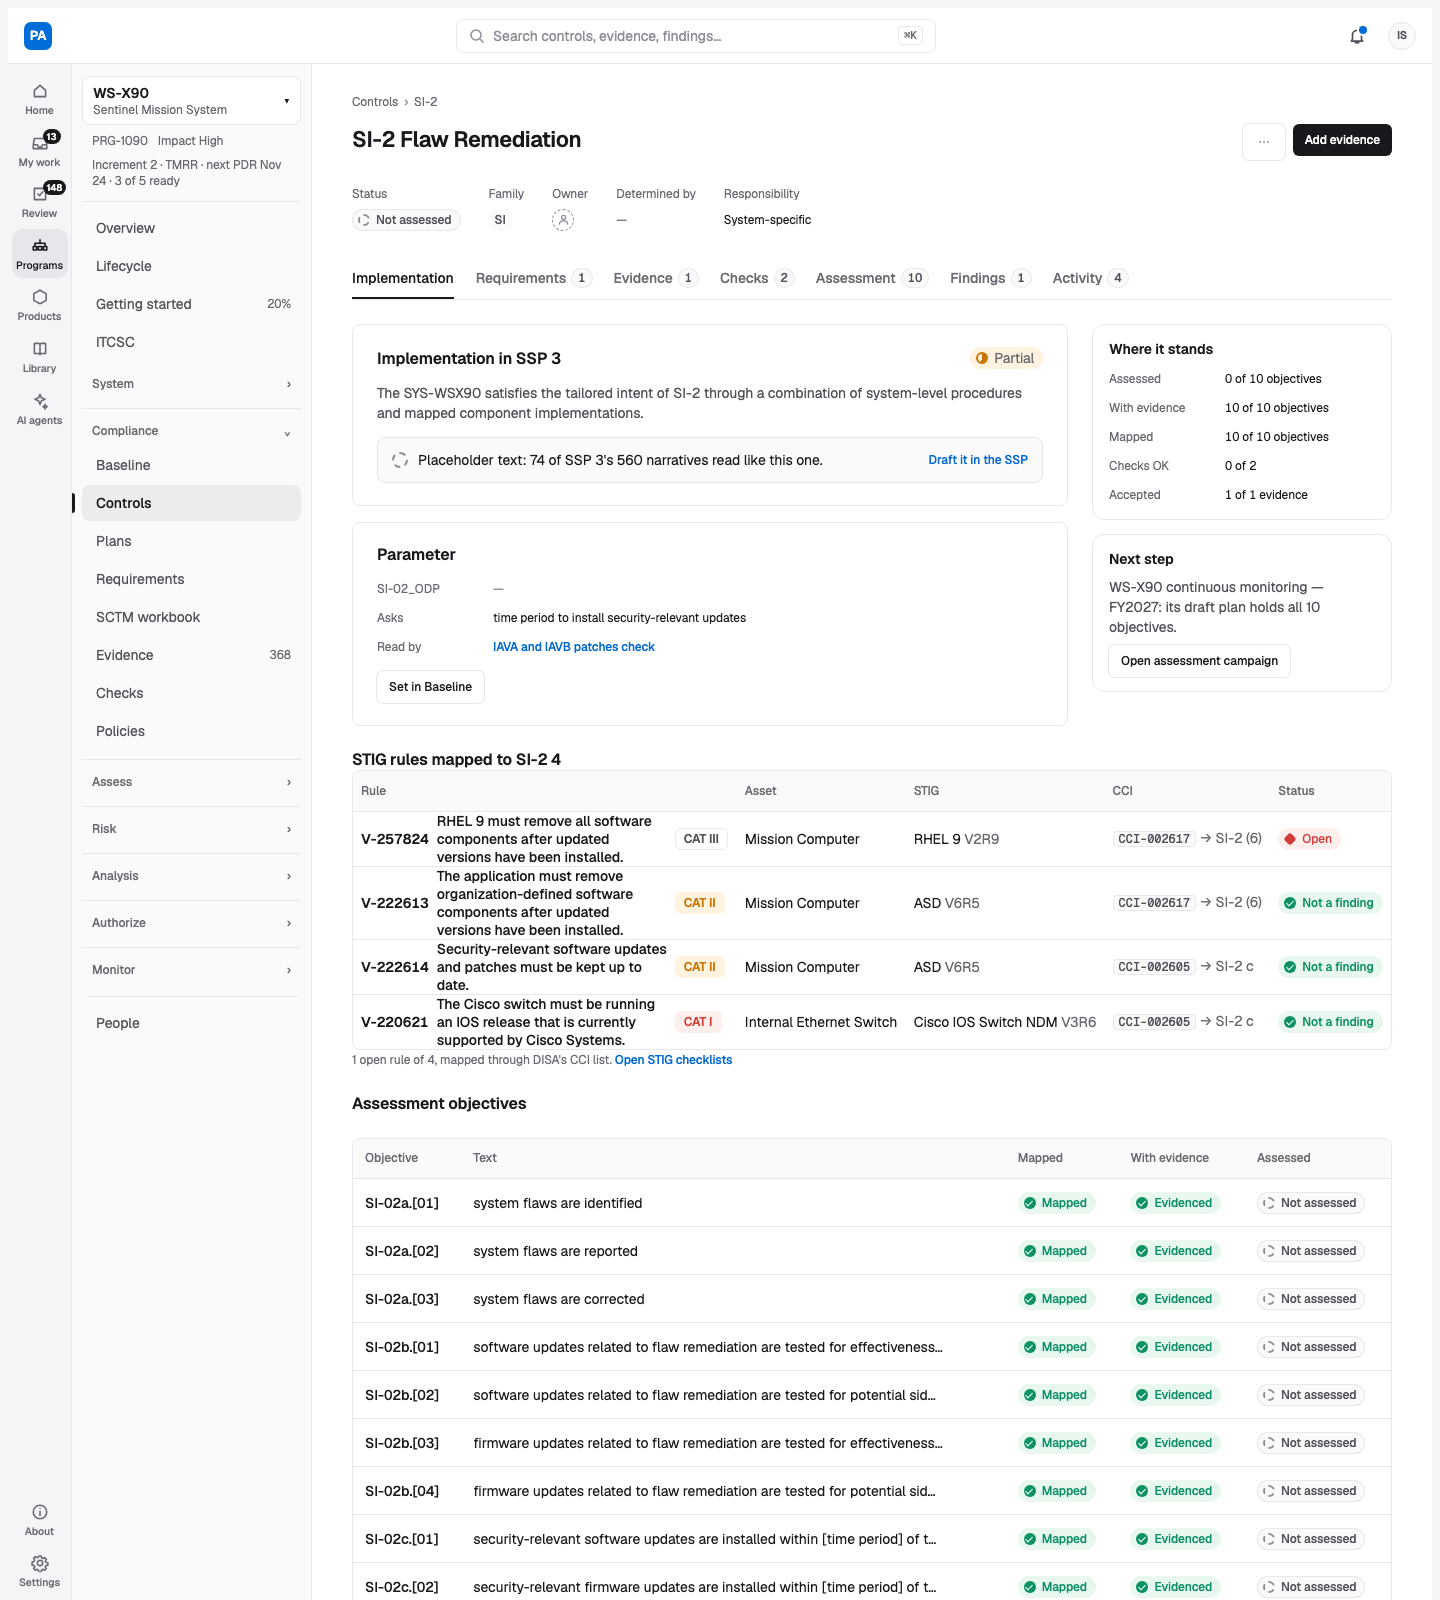 PA
Search controls, evidence, findings...
⌘K
IS
Home
13
My work
148
Review
Programs
Products
Library
AI agents
About
Settings
WS-X90
Sentinel Mission System
PRG-1090 Impact High
Increment 2 · TMRR · next PDR Nov
24 · 3 of 5 ready
Overview
Lifecycle
Getting started 20%
ITCSC
System
Compliance
Baseline
Controls
Plans
Requirements
SCTM workbook
Evidence 368
Checks
Policies
Assess
Risk
Analysis
Authorize
Monitor
People
Controls › SI-2
SI-2 Flaw Remediation
...
Add evidence
Status Family Owner Determined by Responsibility
Not assessed SI — System-specific
Implementation Requirements 1 Evidence 1 Checks 2 Assessment 10 Findings 1 Activity 4
Implementation in SSP 3
Partial
The SYS-WSX90 satisfies the tailored intent of SI-2 through a combination of system-level procedures
and mapped component implementations.
Placeholder text: 74 of SSP 3's 560 narratives read like this one.
Draft it in the SSP
Parameter
SI-02_ODP —
Asks time period to install security-relevant updates
Read by IAVA and IAVB patches check
Set in Baseline
Where it stands
Assessed 0 of 10 objectives
With evidence 10 of 10 objectives
Mapped 10 of 10 objectives
Checks OK 0 of 2
Accepted 1 of 1 evidence
Next step
WS-X90 continuous monitoring —
FY2027: its draft plan holds all 10
objectives.
Open assessment campaign
STIG rules mapped to SI-2 4
Rule Asset STIG CCI Status
V-257824 RHEL 9 must remove all software
components after updated
versions have been installed.
CAT III Mission Computer RHEL 9 V2R9 CCI-002617 → SI-2 (6) Open
V-222613 The application must remove
organization-defined software
components after updated
versions have been installed.
CAT II Mission Computer ASD V6R5 CCI-002617 → SI-2 (6) Not a finding
V-222614 Security-relevant software updates
and patches must be kept up to
date.
CAT II Mission Computer ASD V6R5 CCI-002605 → SI-2 c Not a finding
V-220621 The Cisco switch must be running
an IOS release that is currently
supported by Cisco Systems.
CAT I Internal Ethernet Switch Cisco IOS Switch NDM V3R6 CCI-002605 → SI-2 c Not a finding
1 open rule of 4, mapped through DISA's CCI list. Open STIG checklists
Assessment objectives
Objective Text Mapped With evidence Assessed
SI-02a.[01] system flaws are identified Mapped Evidenced Not assessed
SI-02a.[02] system flaws are reported Mapped Evidenced Not assessed
SI-02a.[03] system flaws are corrected Mapped Evidenced Not assessed
SI-02b.[01] software updates related to flaw remediation are tested for effectiveness... Mapped Evidenced Not assessed
SI-02b.[02] software updates related to flaw remediation are tested for potential sid... Mapped Evidenced Not assessed
SI-02b.[03] firmware updates related to flaw remediation are tested for effectiveness... Mapped Evidenced Not assessed
SI-02b.[04] firmware updates related to flaw remediation are tested for potential sid... Mapped Evidenced Not assessed
SI-02c.[01] security-relevant software updates are installed within [time period] of t... Mapped Evidenced Not assessed
SI-02c.[02] security-relevant firmware updates are installed within [time period] of t... Mapped Evidenced Not assessed